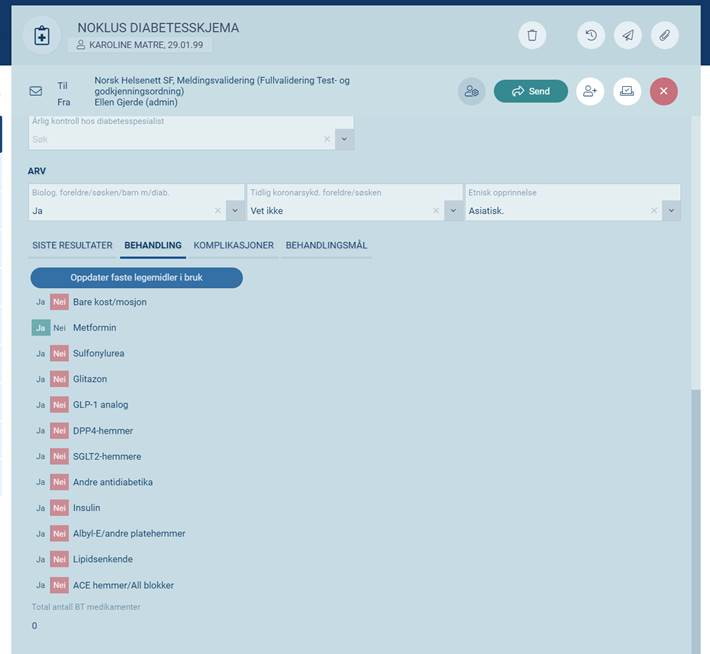 NOKLUS DIABETESSKJEMA
KAROLINE MATRE, 29.01.99
Til
Norsk Helsenett SF, Meldingsvalidering (Fullvalidering Test- og
godkjenningsordning)
Fra
Ellen Gjerde (admin)
Send
Årlig kontroll hos diabetesspesialist
Søk
ARV
Biolog. foreldre/søsken/barn m/diab.
Ja
Tidlig koronarsykd. foreldre/søsken
Vet ikke
Etnisk opprinnelse
Asiatisk.
SISTE RESULTATER BEHANDLING KOMPLIKASJONER BEHANDLINGSMÅL
Oppdater faste legemidler i bruk
Ja Nei Bare kost/mosjon
Ja Nei Metformin
Ja Nei Sulfonylurea
Ja Nei Glitazon
Ja Nei GLP-1 analog
Ja Nei DPP4-hemmer
Ja Nei SGLT2-hemmere
Ja Nei Andre antidiabetika
Ja Nei Insulin
Ja Nei Albyl-E/andre platehemmer
Ja Nei Lipidsenkende
Ja Nei ACE hemmer/All blokker
Total antall BT medikamenter
0